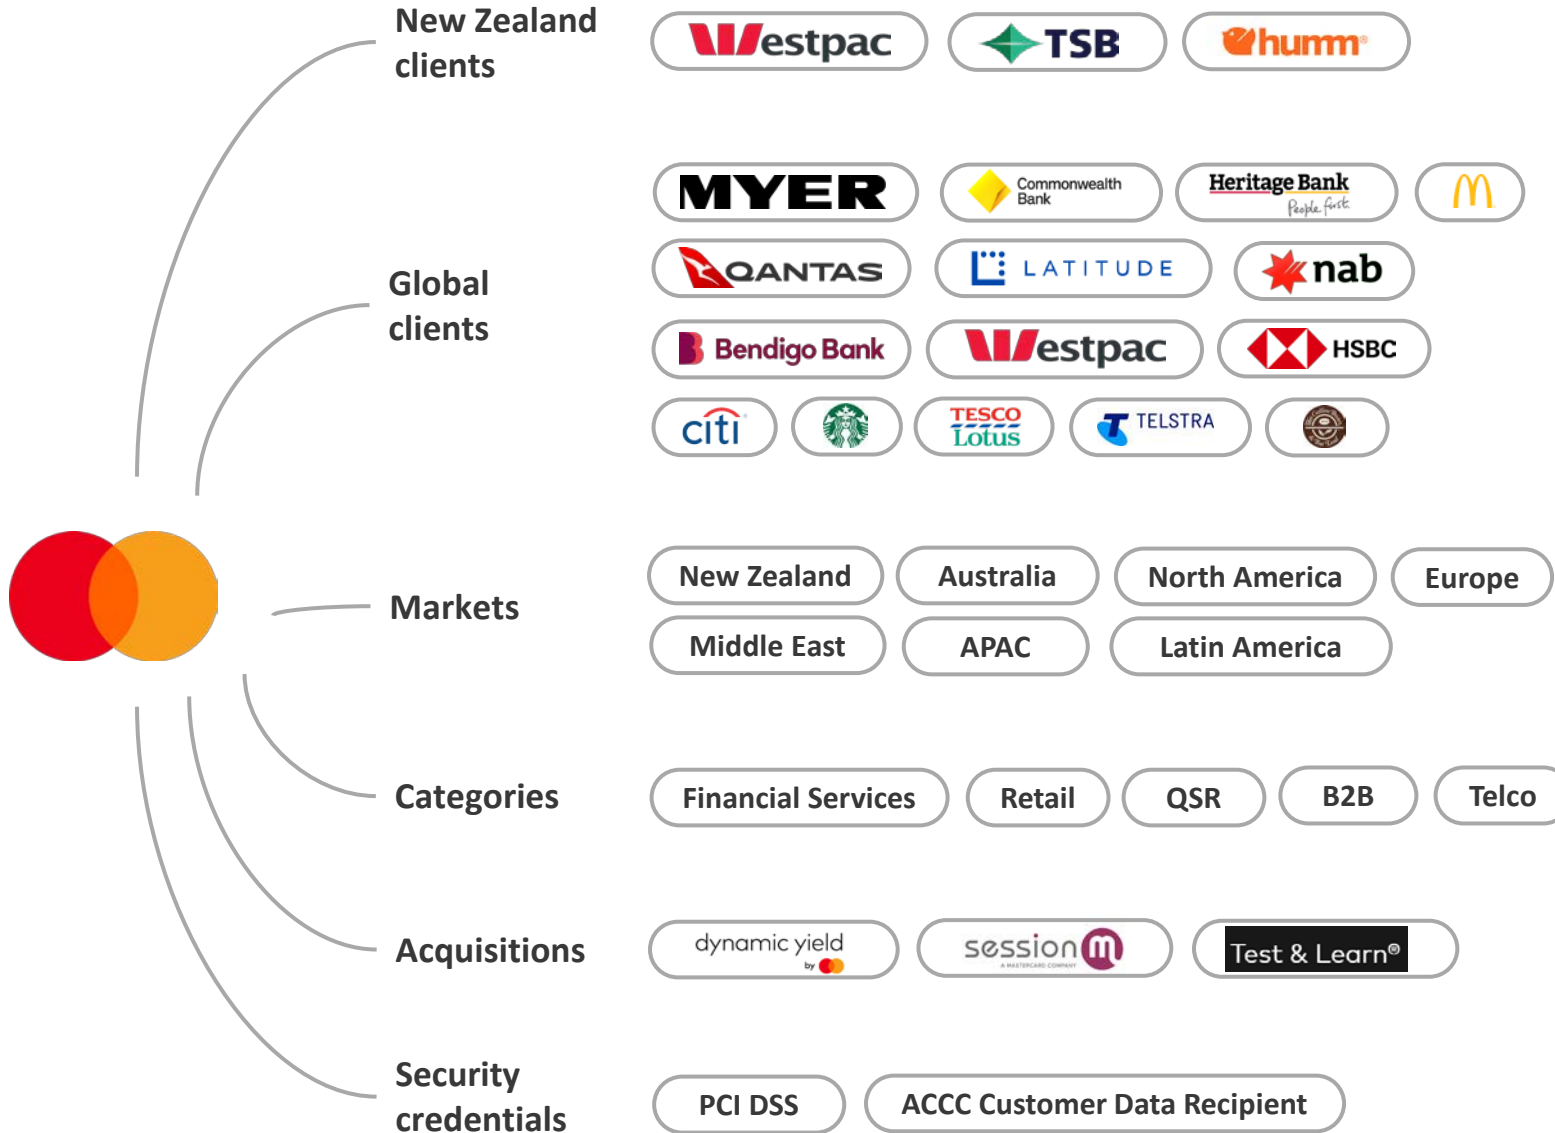 New Zealand
clients
Westpac
TSB
humm®
Global
clients
MYER
Commonwealth
Bank
Heritage Bank
People first.
QANTAS
LATITUDE
nab
Bendigo Bank
Westpac
HSBC
citi
TESCO
Lotus
TELSTRA
Markets
New Zealand
Australia
North America
Europe
Middle East
APAC
Latin America
Categories
Financial Services
Retail
QSR
B2B
Telco
Acquisitions
dynamic yield
by
session m
A MASTERCARD COMPANY
Test & Learn®
Security
credentials
PCI DSS
ACCC Customer Data Recipient